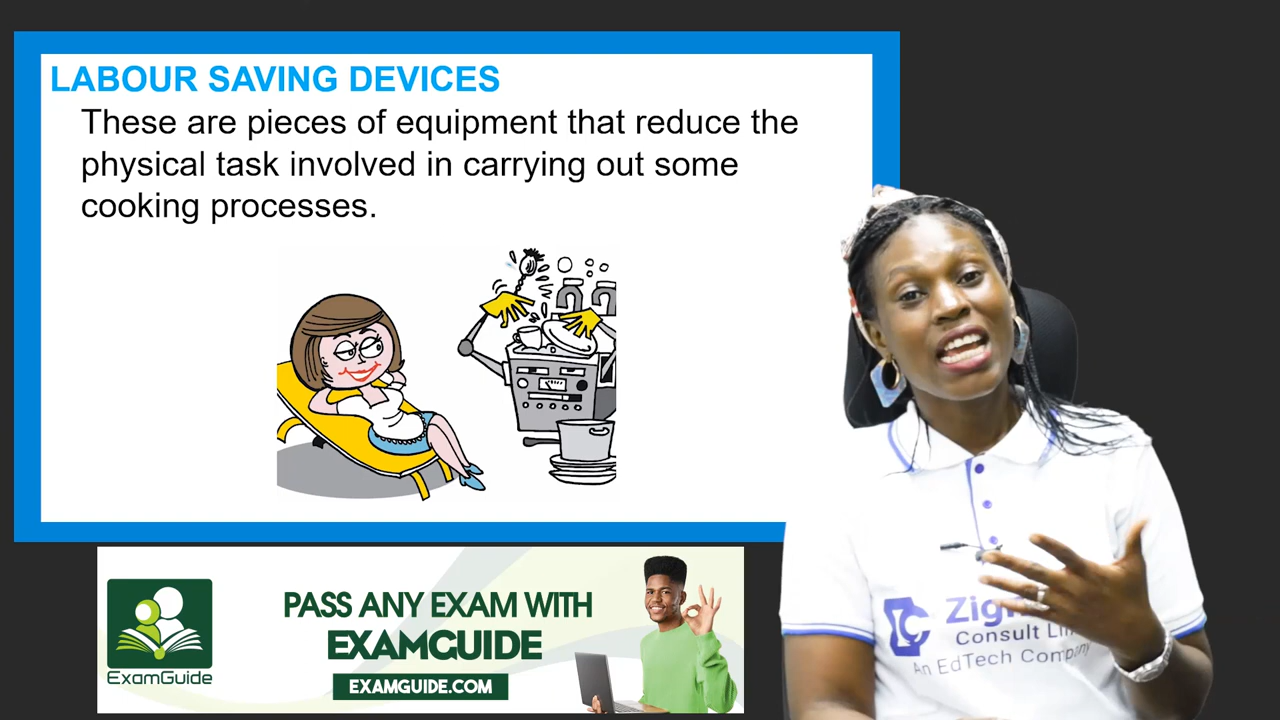 LABOUR SAVING DEVICES
These are pieces of equipment that reduce the
physical task involved in carrying out some
cooking processes.
ExamGuide
PASS ANY EXAM WITH
EXAMGUIDE
EXAMGUIDE.COM
Consult
An EdTech Company